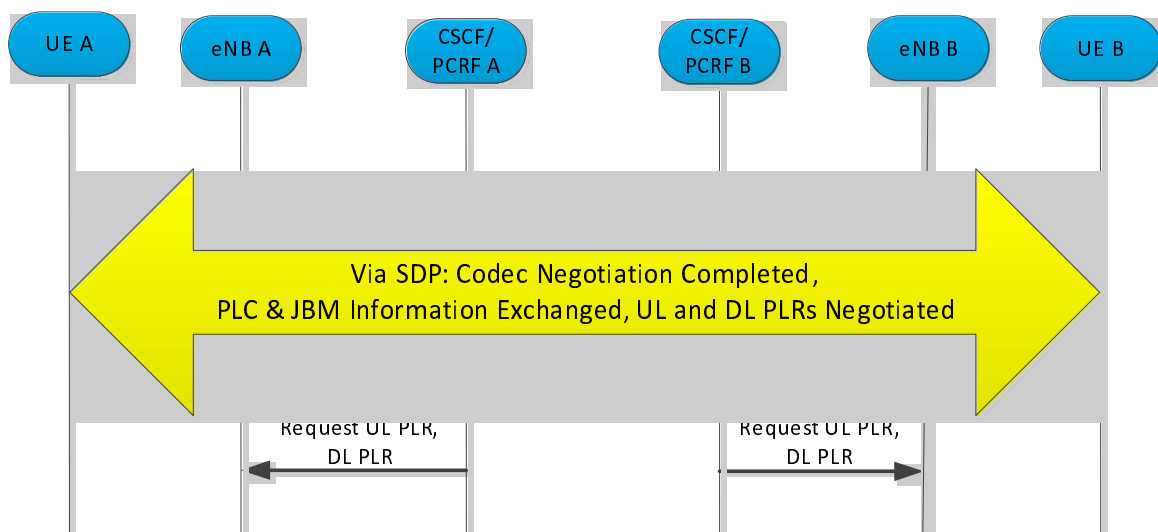 UE A
eNB A
CSCF/
PCRF A
CSCF/
PCRF B
eNB B
UE B
Via SDP: Codec Negotiation Completed,
PLC & JBM Information Exchanged, UL and DL PLRs Negotiated
Request UL PLR,
DL PLR
Request UL PLR,
DL PLR